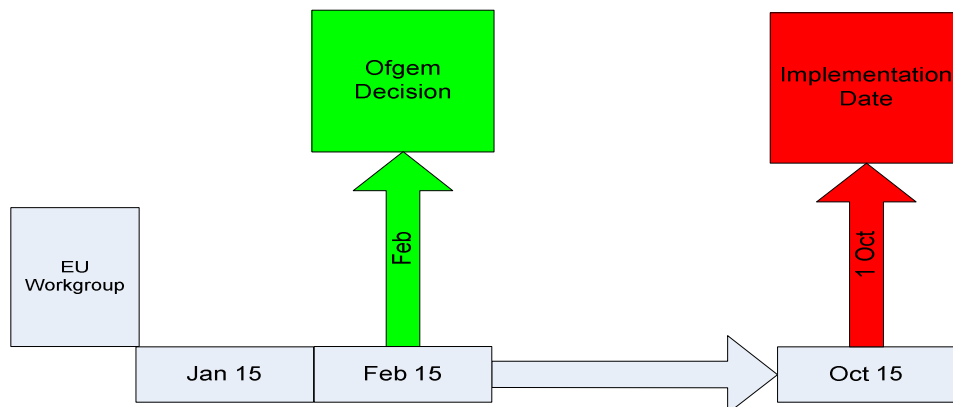 Ofgem
Decision
Implementation
Date
Feb
1 Oct
EU
Workgroup
Jan 15
Feb 15
Oct 15